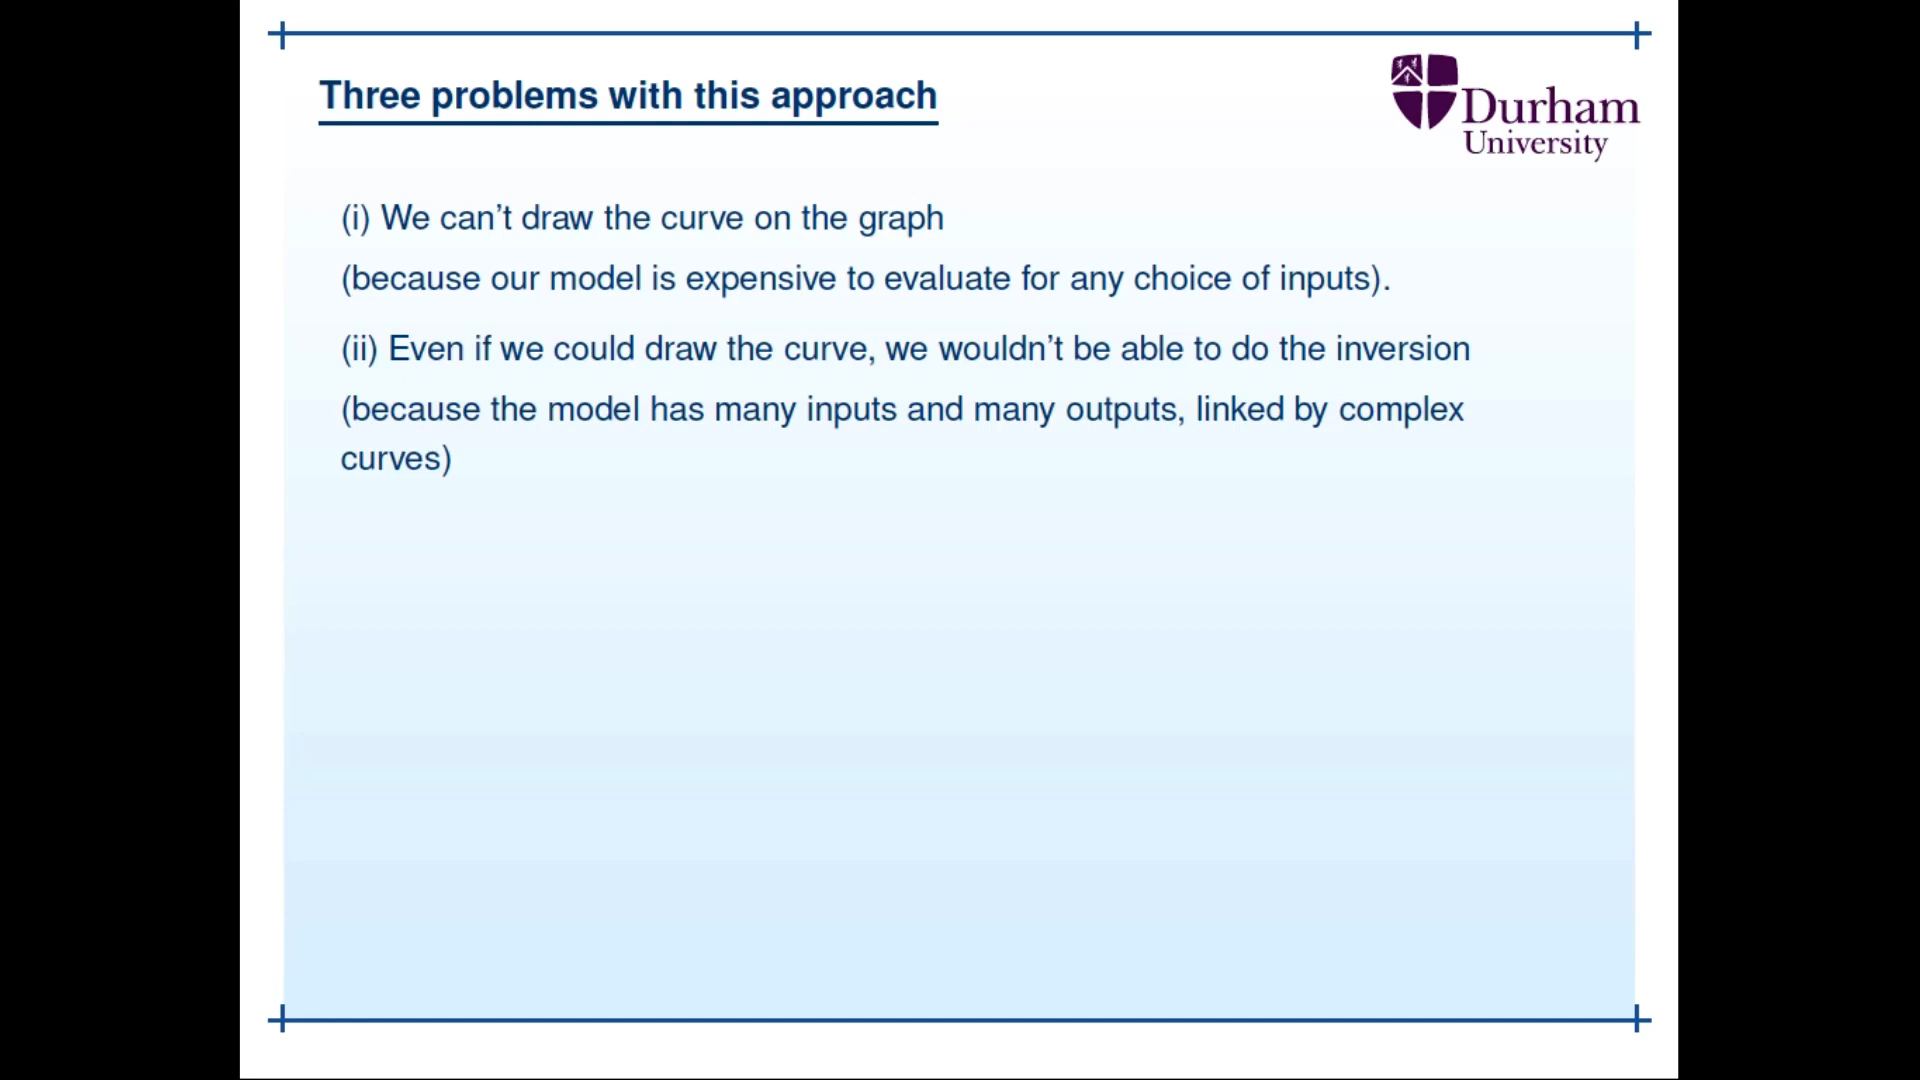 Three problems with this approach
Durham
University
(i) We can't draw the curve on the graph
(because our model is expensive to evaluate for any choice of inputs).
(ii) Even if we could draw the curve, we wouldn't be able to do the inversion
(because the model has many inputs and many outputs, linked by complex
curves)